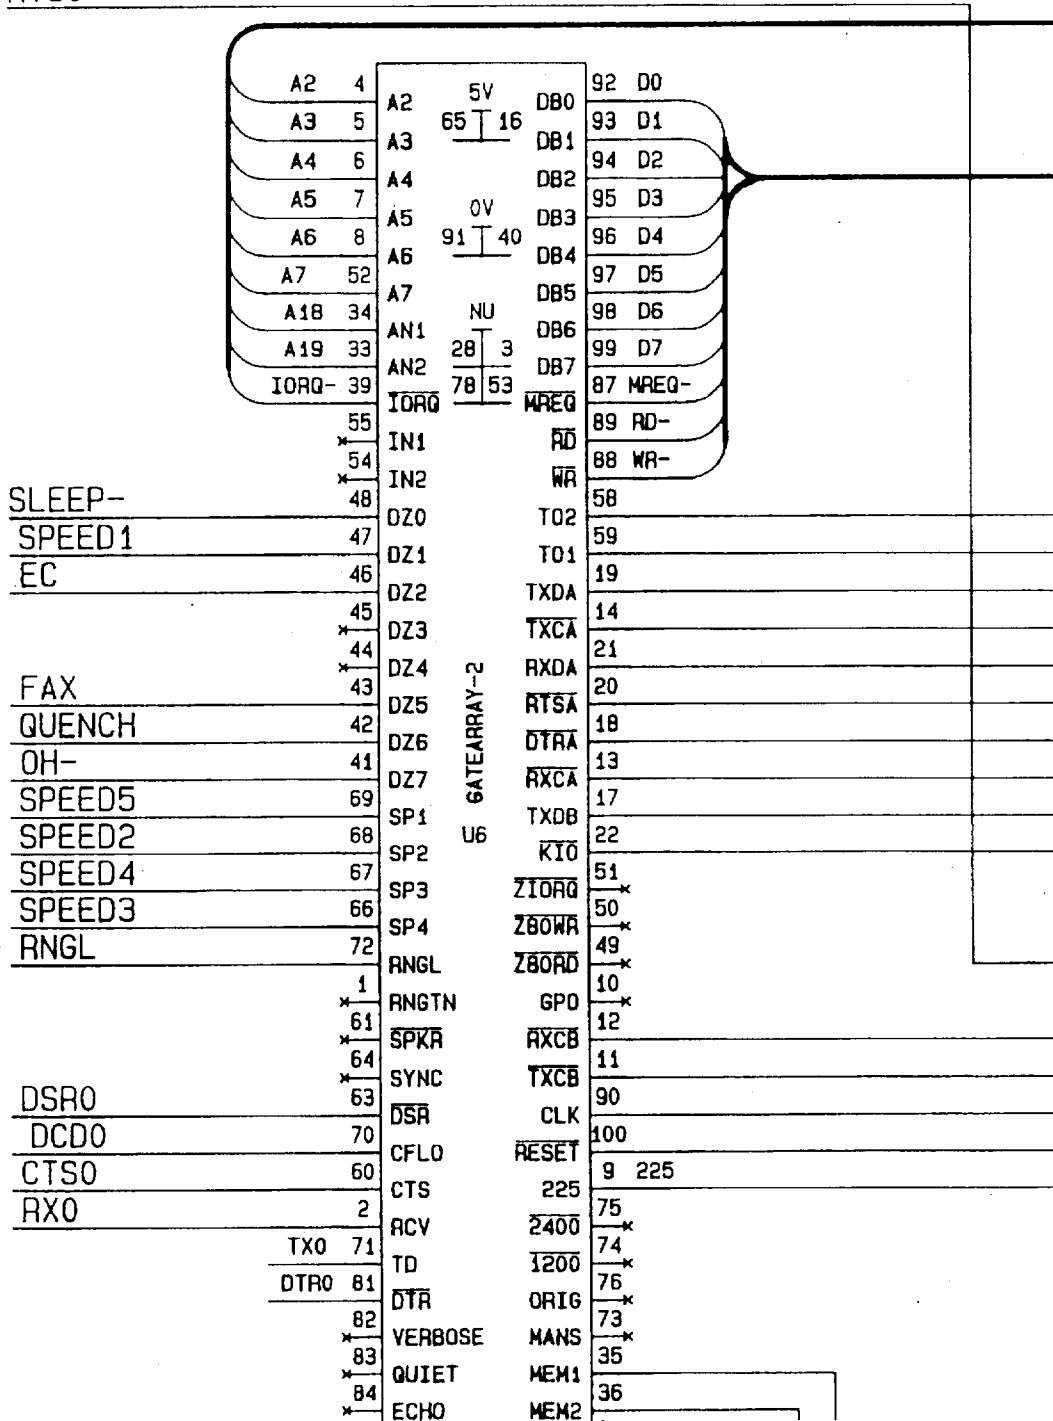 A2 4 A2 5V DB0 92 D0
A3 5 A3 65 16 DB1 93 D1
A4 6 A4 DB2 94 D2
A5 7 A5 0V DB3 95 D3
A6 8 A6 91 40 DB4 96 D4
A7 52 A7 DB5 97 D5
A18 34 AN1 NU DB6 98 D6
A19 33 AN2 28 3 DB7 99 D7
IORQ- 39 IORQ 78 53 MREQ 87 MREQ-
55 IN1 RD 89 RD-
54 IN2 WR 88 WR-
SLEEP- 48 DZ0 TO2 58
SPEED1 47 DZ1 TO1 59
EC 46 DZ2 TXDA 19
45 DZ3 TXCA 14
44 DZ4 RXDA 21
FAX 43 DZ5 RTSA 20
QUENCH 42 DZ6 DTRA 18
OH- 41 DZ7 RXCA 13
SPEED5 69 SP1 TXDB 17
SPEED2 68 SP2 KIO 22
SPEED4 67 SP3 ZIORQ 51
SPEED3 66 SP4 Z80WR 50
RNGL 72 RNGL Z80RD 49
1 RNGTN GPO 10
61 SPKR RXCB 12
64 SYNC TXCB 11
DSR0 63 DSR CLK 90
DCD0 70 CFLO RESET 100
CTS0 60 CTS 225 9 225
RX0 2 RCV 2400 75
TX0 71 TD 1200 74
DTR0 81 DTR ORIG 76
82 VERBOSE MANS 73
83 QUIET MEM1 35
84 ECHO MEM2 36
GATEARRAY-2
U6